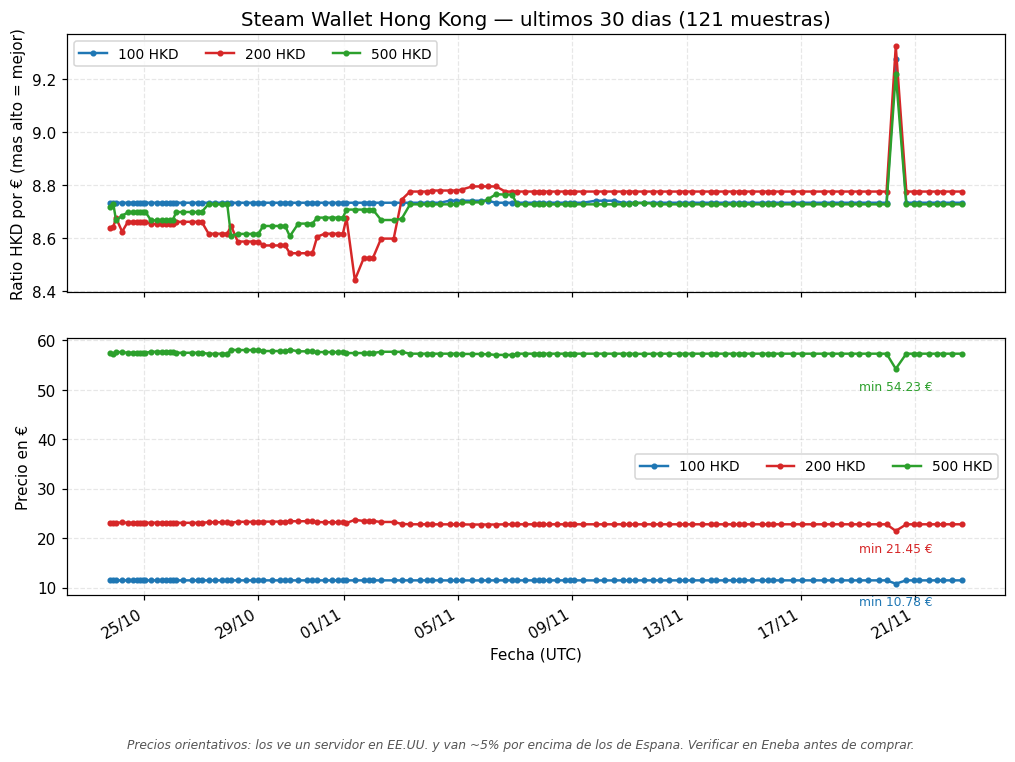 Steam Wallet Hong Kong — ultimos 30 dias (121 muestras)
Ratio HKD por € (mas alto = mejor)
100 HKD 200 HKD 500 HKD
9.2
9.0
8.8
8.6
8.4
Precio en €
60
50
40
30
20
10
min 54.23 €
100 HKD 200 HKD 500 HKD
min 21.45 €
min 10.78 €
25/10 29/10 01/11 05/11 09/11 13/11 17/11 21/11
Fecha (UTC)
Precios orientativos: los ve un servidor en EE.UU. y van ~5% por encima de los de Espana. Verificar en Eneba antes de comprar.